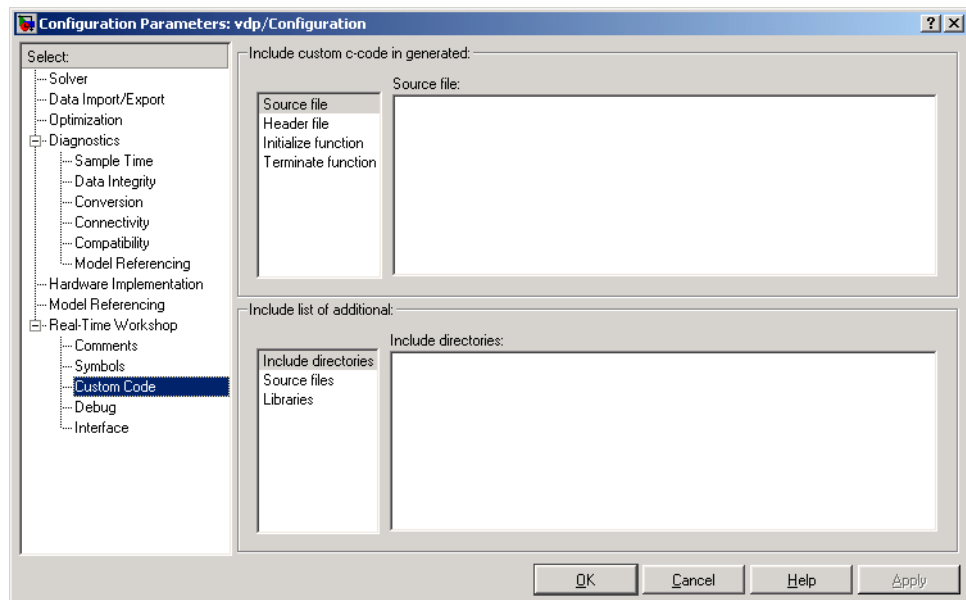 Configuration Parameters: vdp/Configuration
Select:
Solver
Data Import/Export
Optimization
Diagnostics
Sample Time
Data Integrity
Conversion
Connectivity
Compatibility
Model Referencing
Hardware Implementation
Model Referencing
Real-Time Workshop
Comments
Symbols
Custom Code
Debug
Interface
Include custom c-code in generated:
Source file:
Source file
Header file
Initialize function
Terminate function
Include list of additional:
Include directories:
Include directories
Source files
Libraries
OK
Cancel
Help
Apply